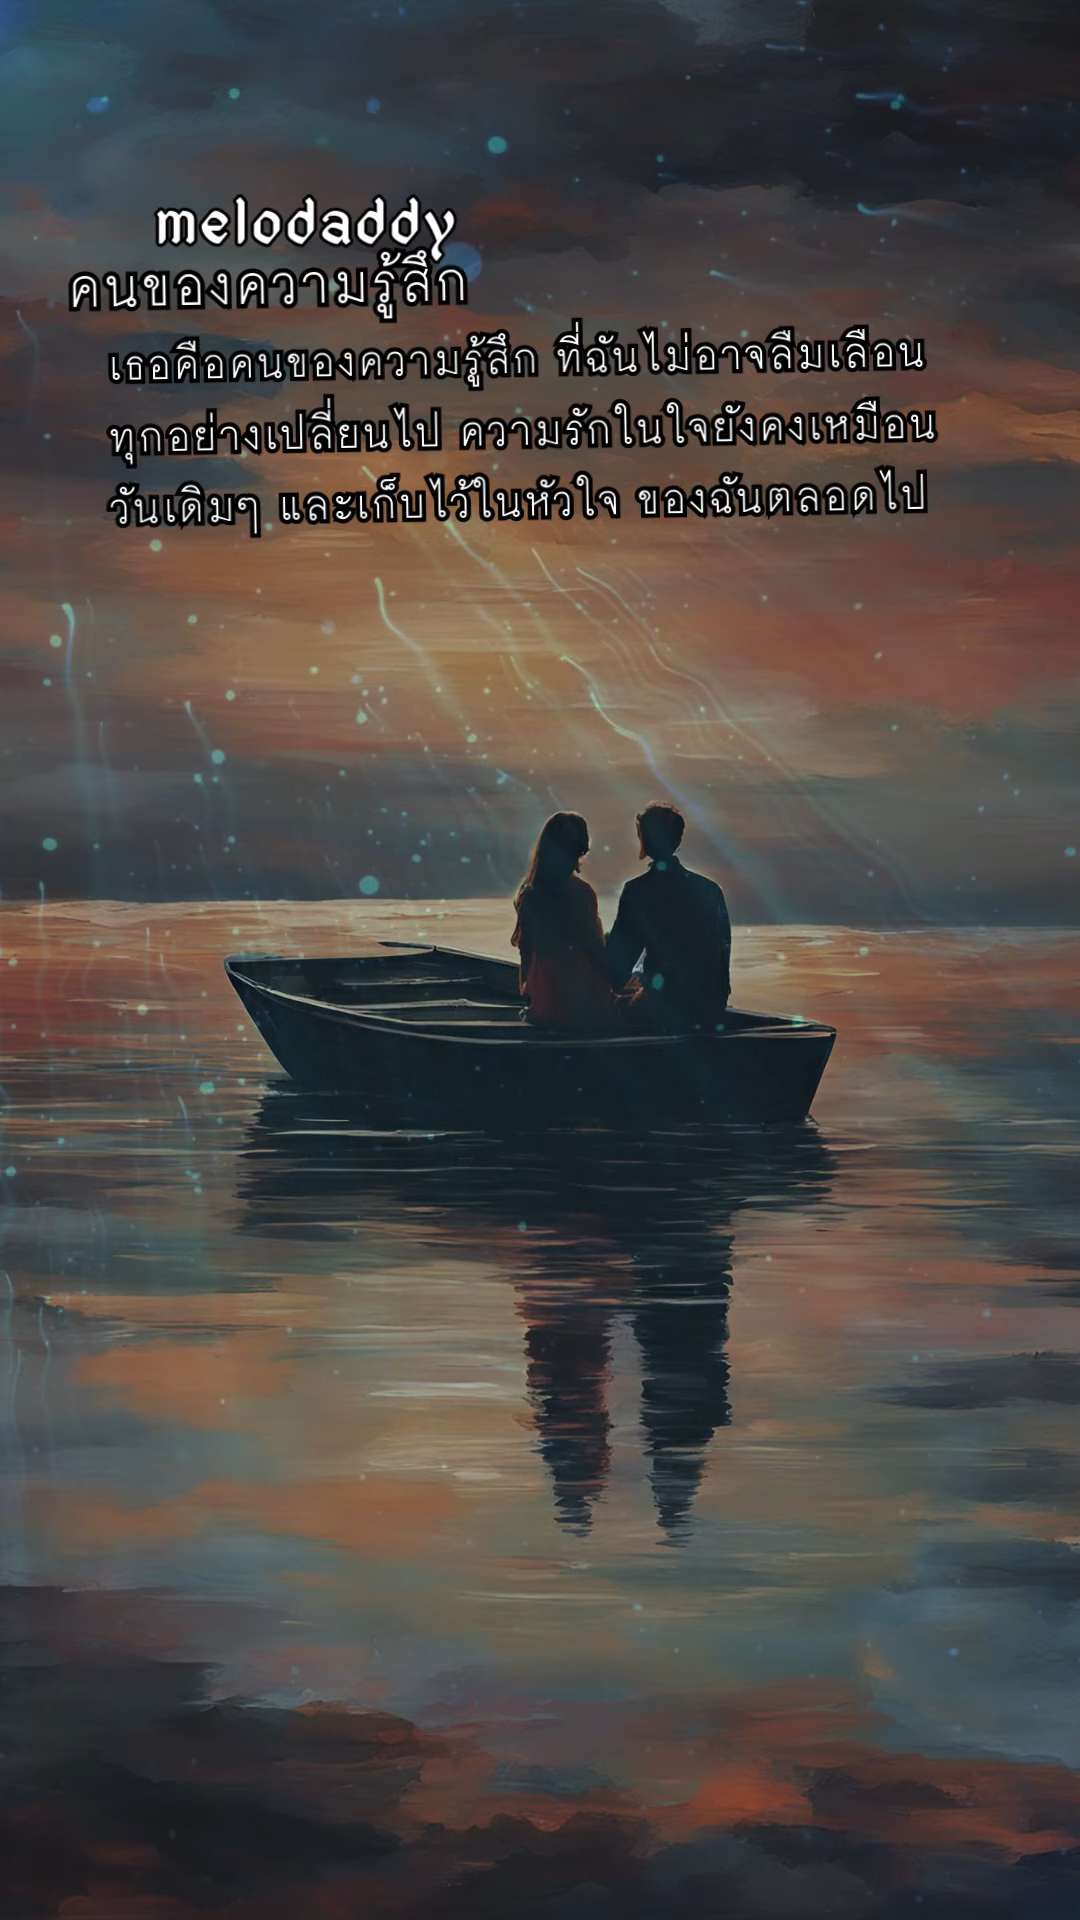 melodaddy
คนของความรู้สึก
เธอคือคนของความรู้สึก ที่ฉันไม่อาจลืมเลือน
ทุกอย่างเปลี่ยนไป ความรักในใจยังคงเหมือน
วันเดิมๆ และเก็บไว้ในหัวใจ ของฉันตลอดไป